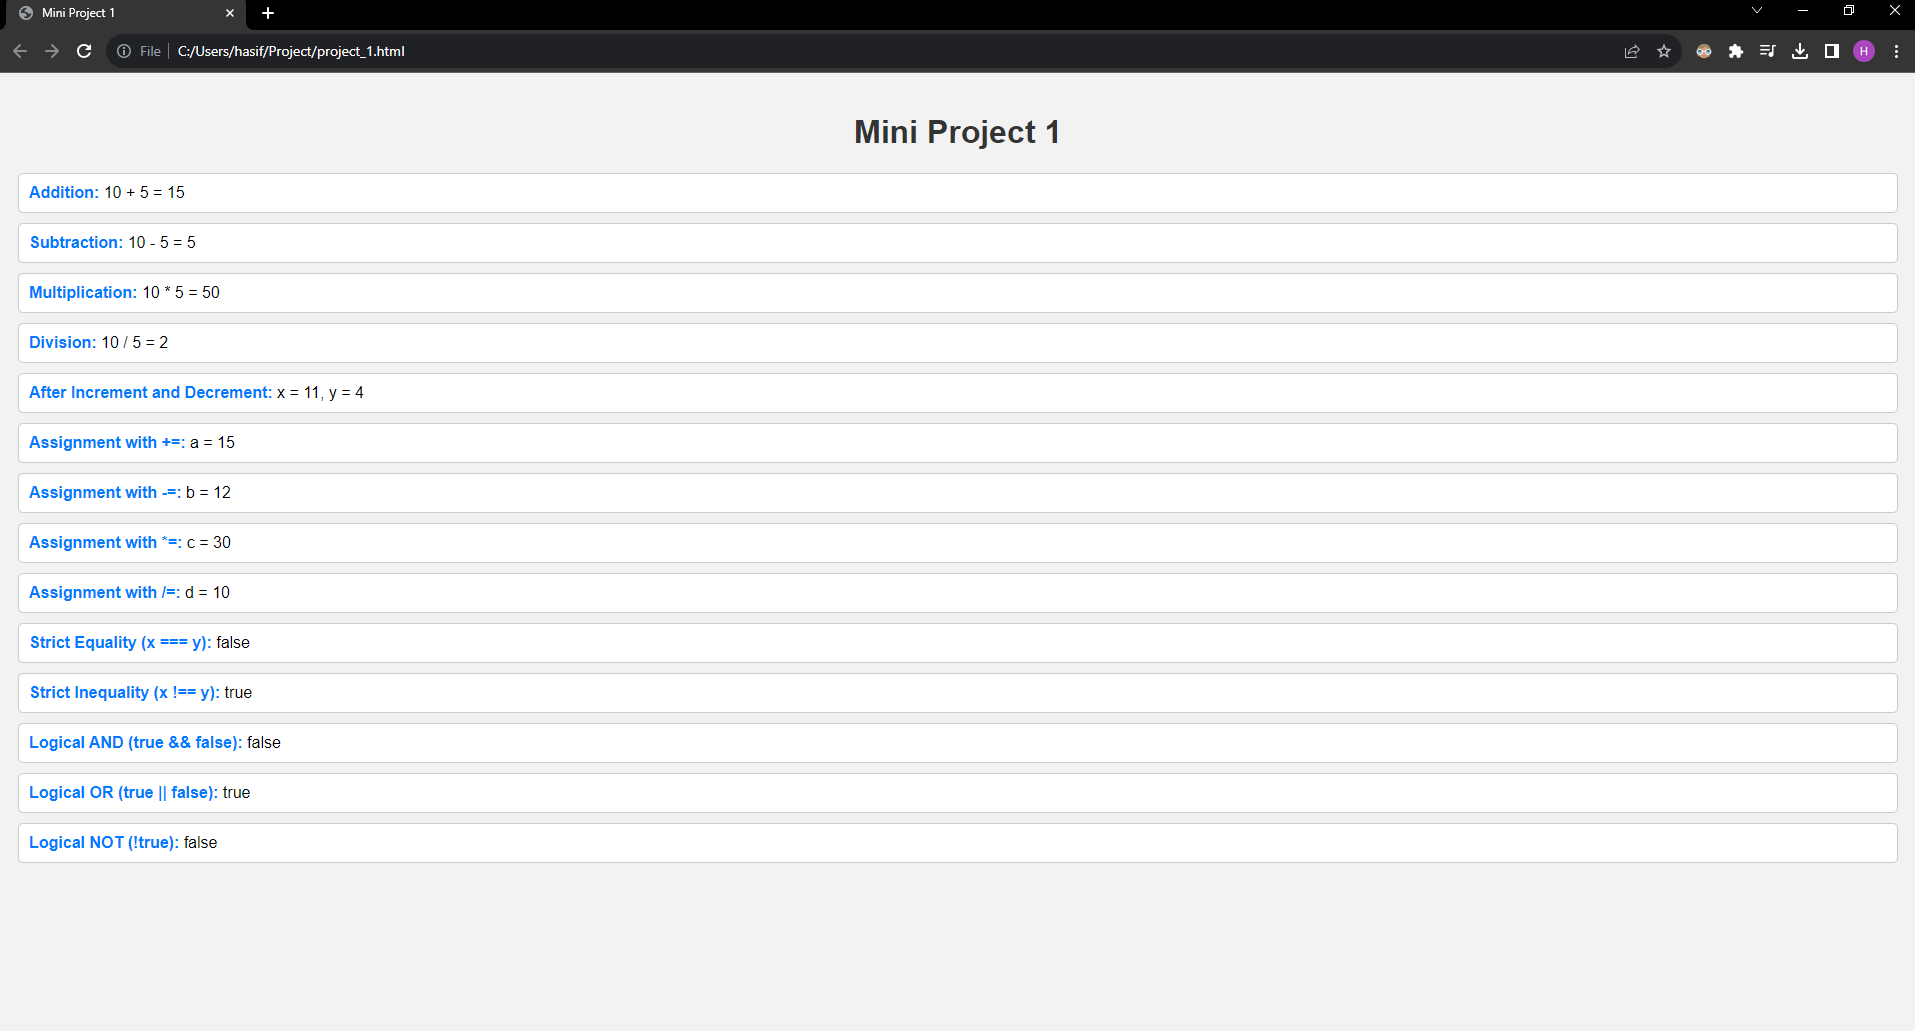 Mini Project 1
File C:/Users/hasif/Project/project_1.html
H
Mini Project 1
Addition: 10 + 5 = 15
Subtraction: 10 - 5 = 5
Multiplication: 10 * 5 = 50
Division: 10 / 5 = 2
After Increment and Decrement: x = 11, y = 4
Assignment with +=: a = 15
Assignment with -=: b = 12
Assignment with *=: c = 30
Assignment with /=: d = 10
Strict Equality (x === y): false
Strict Inequality (x !== y): true
Logical AND (true && false): false
Logical OR (true || false): true
Logical NOT (!true): false